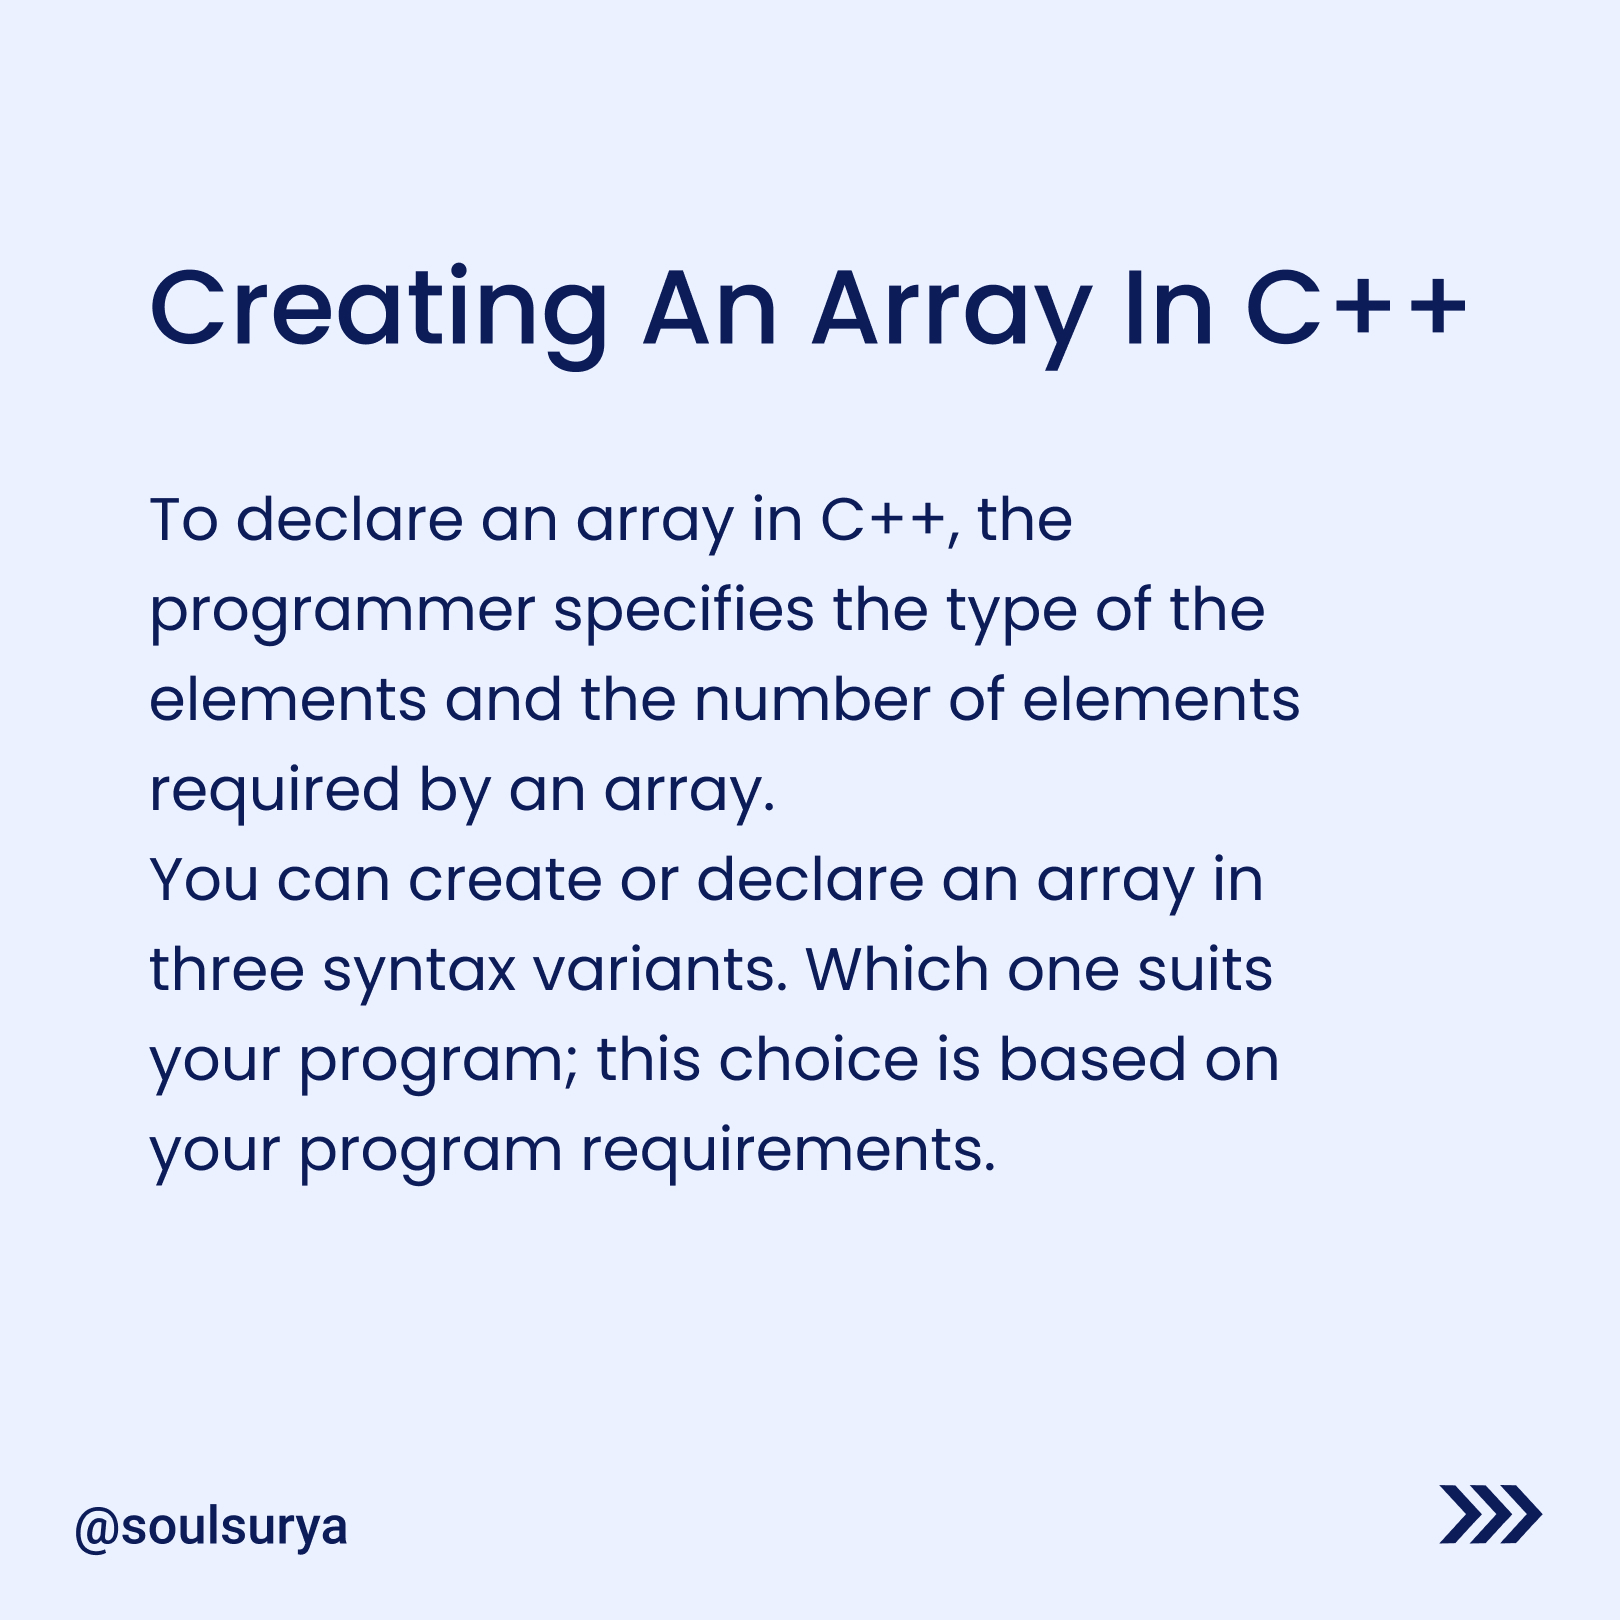 Creating An Array In C++
To declare an array in C++, the
programmer specifies the type of the
elements and the number of elements
required by an array.
You can create or declare an array in
three syntax variants. Which one suits
your program; this choice is based on
your program requirements.
@soulsurya